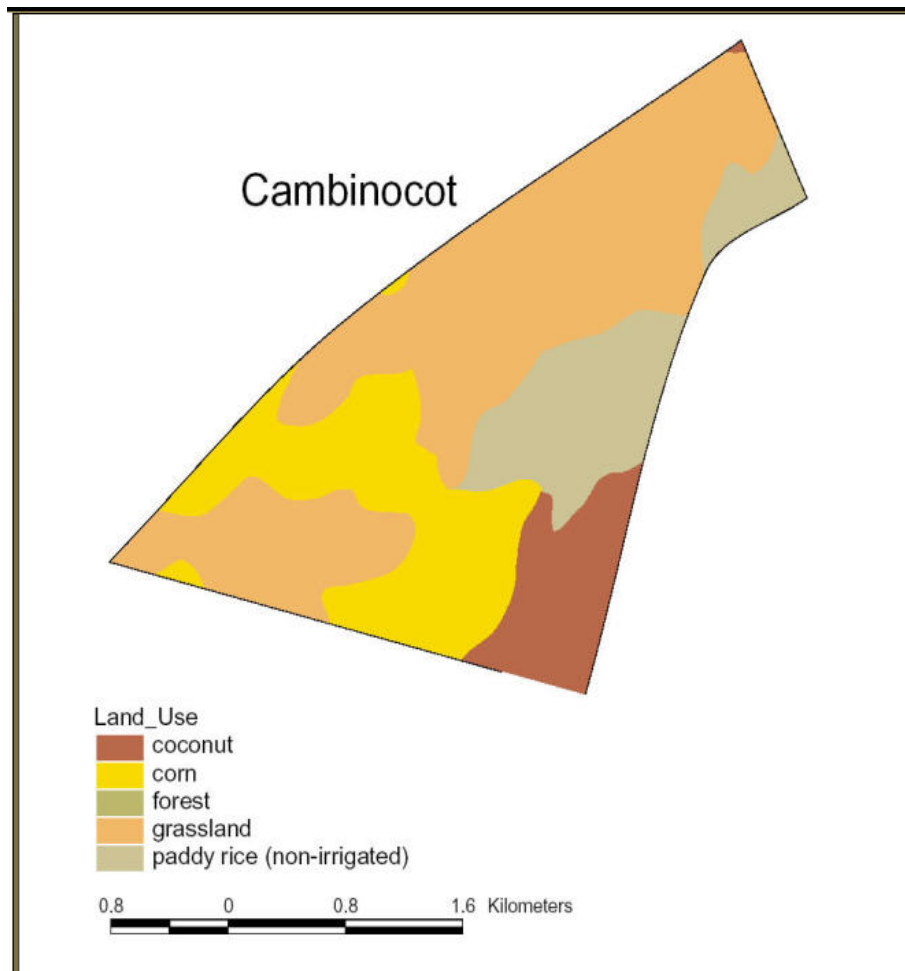 Cambinocot
Land_Use
coconut
corn
forest
grassland
paddy rice (non-irrigated)
0.8 0 0.8 1.6 Kilometers